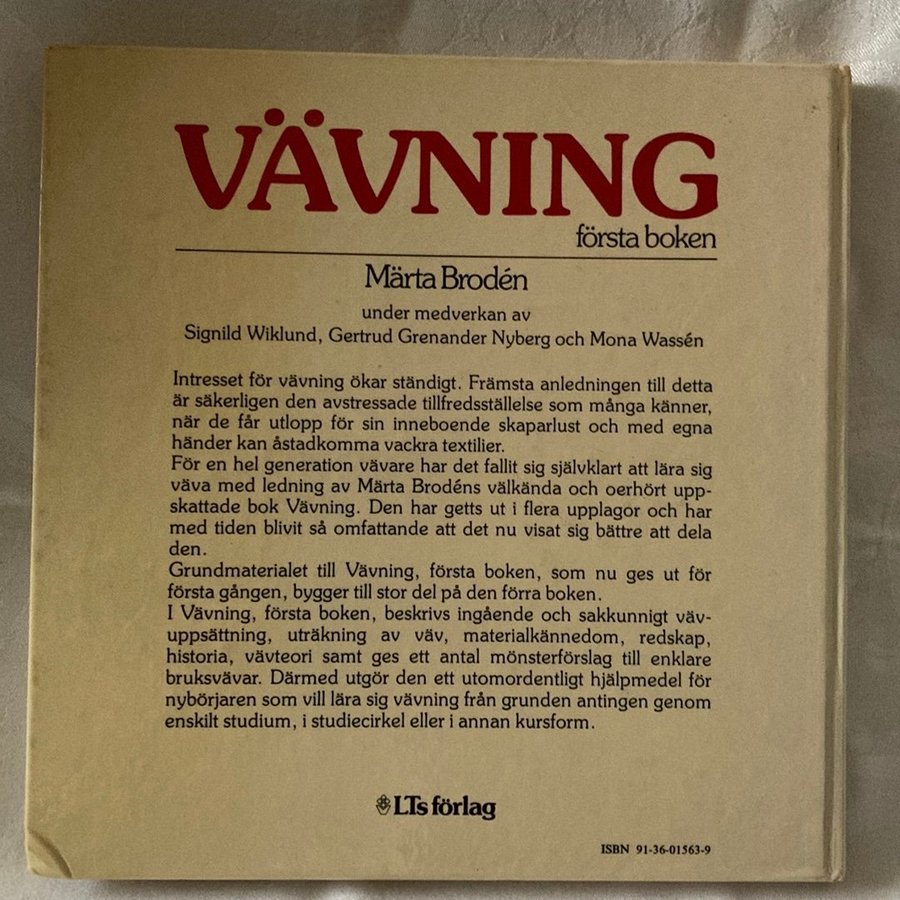 VÄVNING
första boken
Märta Brodén
under medverkan av
Signild Wiklund, Gertrud Grenander Nyberg och Mona Wassén
Intresset för vävning ökar ständigt. Främsta anledningen till detta
är säkerligen den avstressade tillfredsställelse som många känner,
när de får utlopp för sin inneboende skaparlust och med egna
händer kan åstadkomma vackra textilier.
För en hel generation vävare har det fallit sig självklart att lära sig
väva med ledning av Märta Brodéns välkända och oerhört upp-
skattade bok Vävning. Den har getts ut i flera upplagor och har
med tiden blivit så omfattande att det nu visat sig bättre att dela
den.
Grundmaterialet till Vävning, första boken, som nu ges ut för
första gången, bygger till stor del på den förra boken.
I Vävning, första boken, beskrivs ingående och sakkunnigt väv-
uppsättning, uträkning av väv, materialkännedom, redskap,
historia, vävteori samt ges ett antal mönsterförslag till enklare
bruksvävar. Därmed utgör den ett utomordentligt hjälpmedel för
nybörjaren som vill lära sig vävning från grunden antingen genom
enskilt studium, i studiecirkel eller i annan kursform.
LTs förlag
ISBN 91-36-01563-9